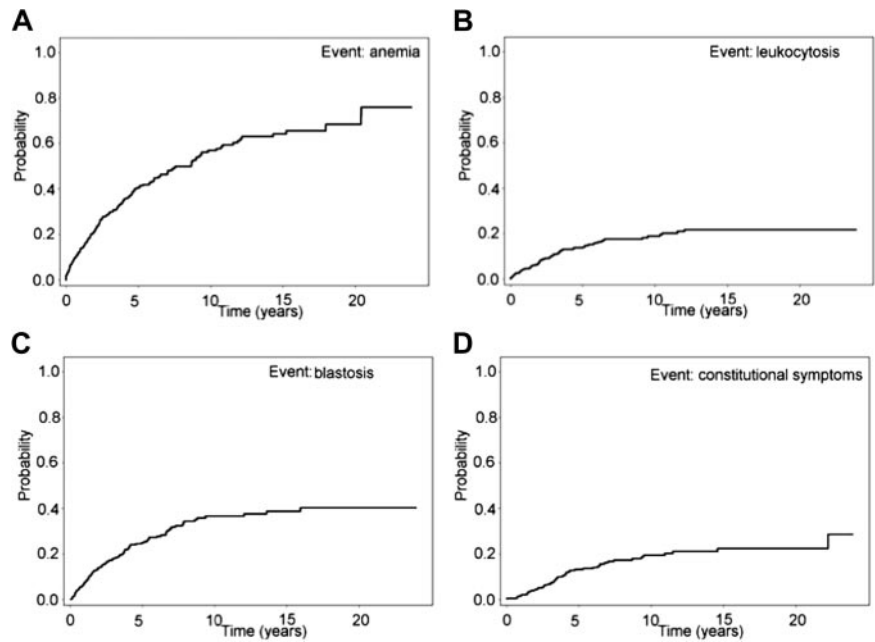 A
Event: anemia
Probability
1.0
0.8
0.6
0.4
0.2
0.0
0 5 10 15 20
Time (years)
B
Event: leukocytosis
Probability
1.0
0.8
0.6
0.4
0.2
0.0
0 5 10 15 20
Time (years)
C
Event: blastosis
Probability
1.0
0.8
0.6
0.4
0.2
0.0
0 5 10 15 20
Time (years)
D
Event: constitutional symptoms
Probability
1.0
0.8
0.6
0.4
0.2
0.0
0 5 10 15 20
Time (years)